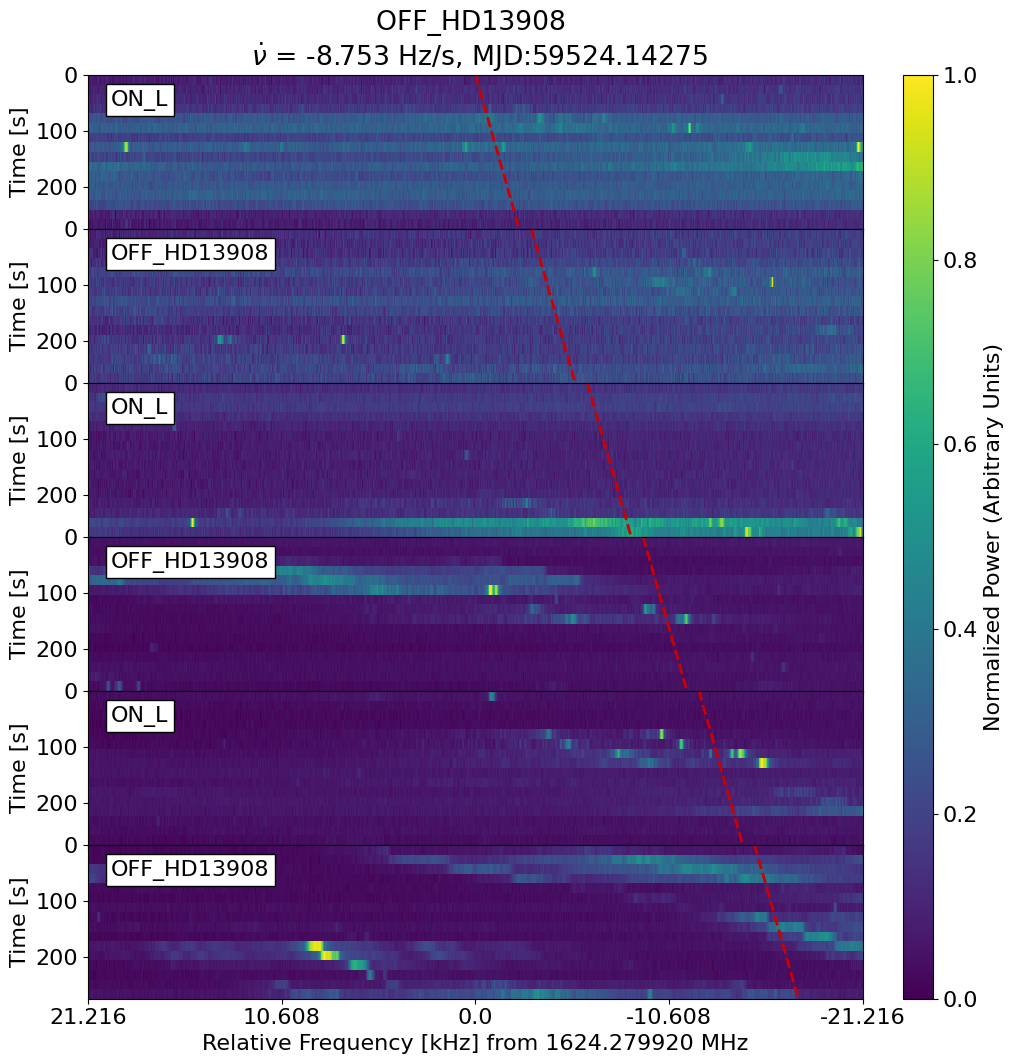 OFF_HD13908
ν̇ = -8.753 Hz/s, MJD:59524.14275
0
ON_L
100
200
Time [s]
0
OFF_HD13908
100
200
Time [s]
0
ON_L
100
200
Time [s]
0
OFF_HD13908
100
200
Time [s]
0
ON_L
100
200
Time [s]
0
OFF_HD13908
100
200
Time [s]
21.216 10.608 0.0 -10.608 -21.216
Relative Frequency [kHz] from 1624.279920 MHz
1.0
0.8
0.6
0.4
0.2
0.0
Normalized Power (Arbitrary Units)